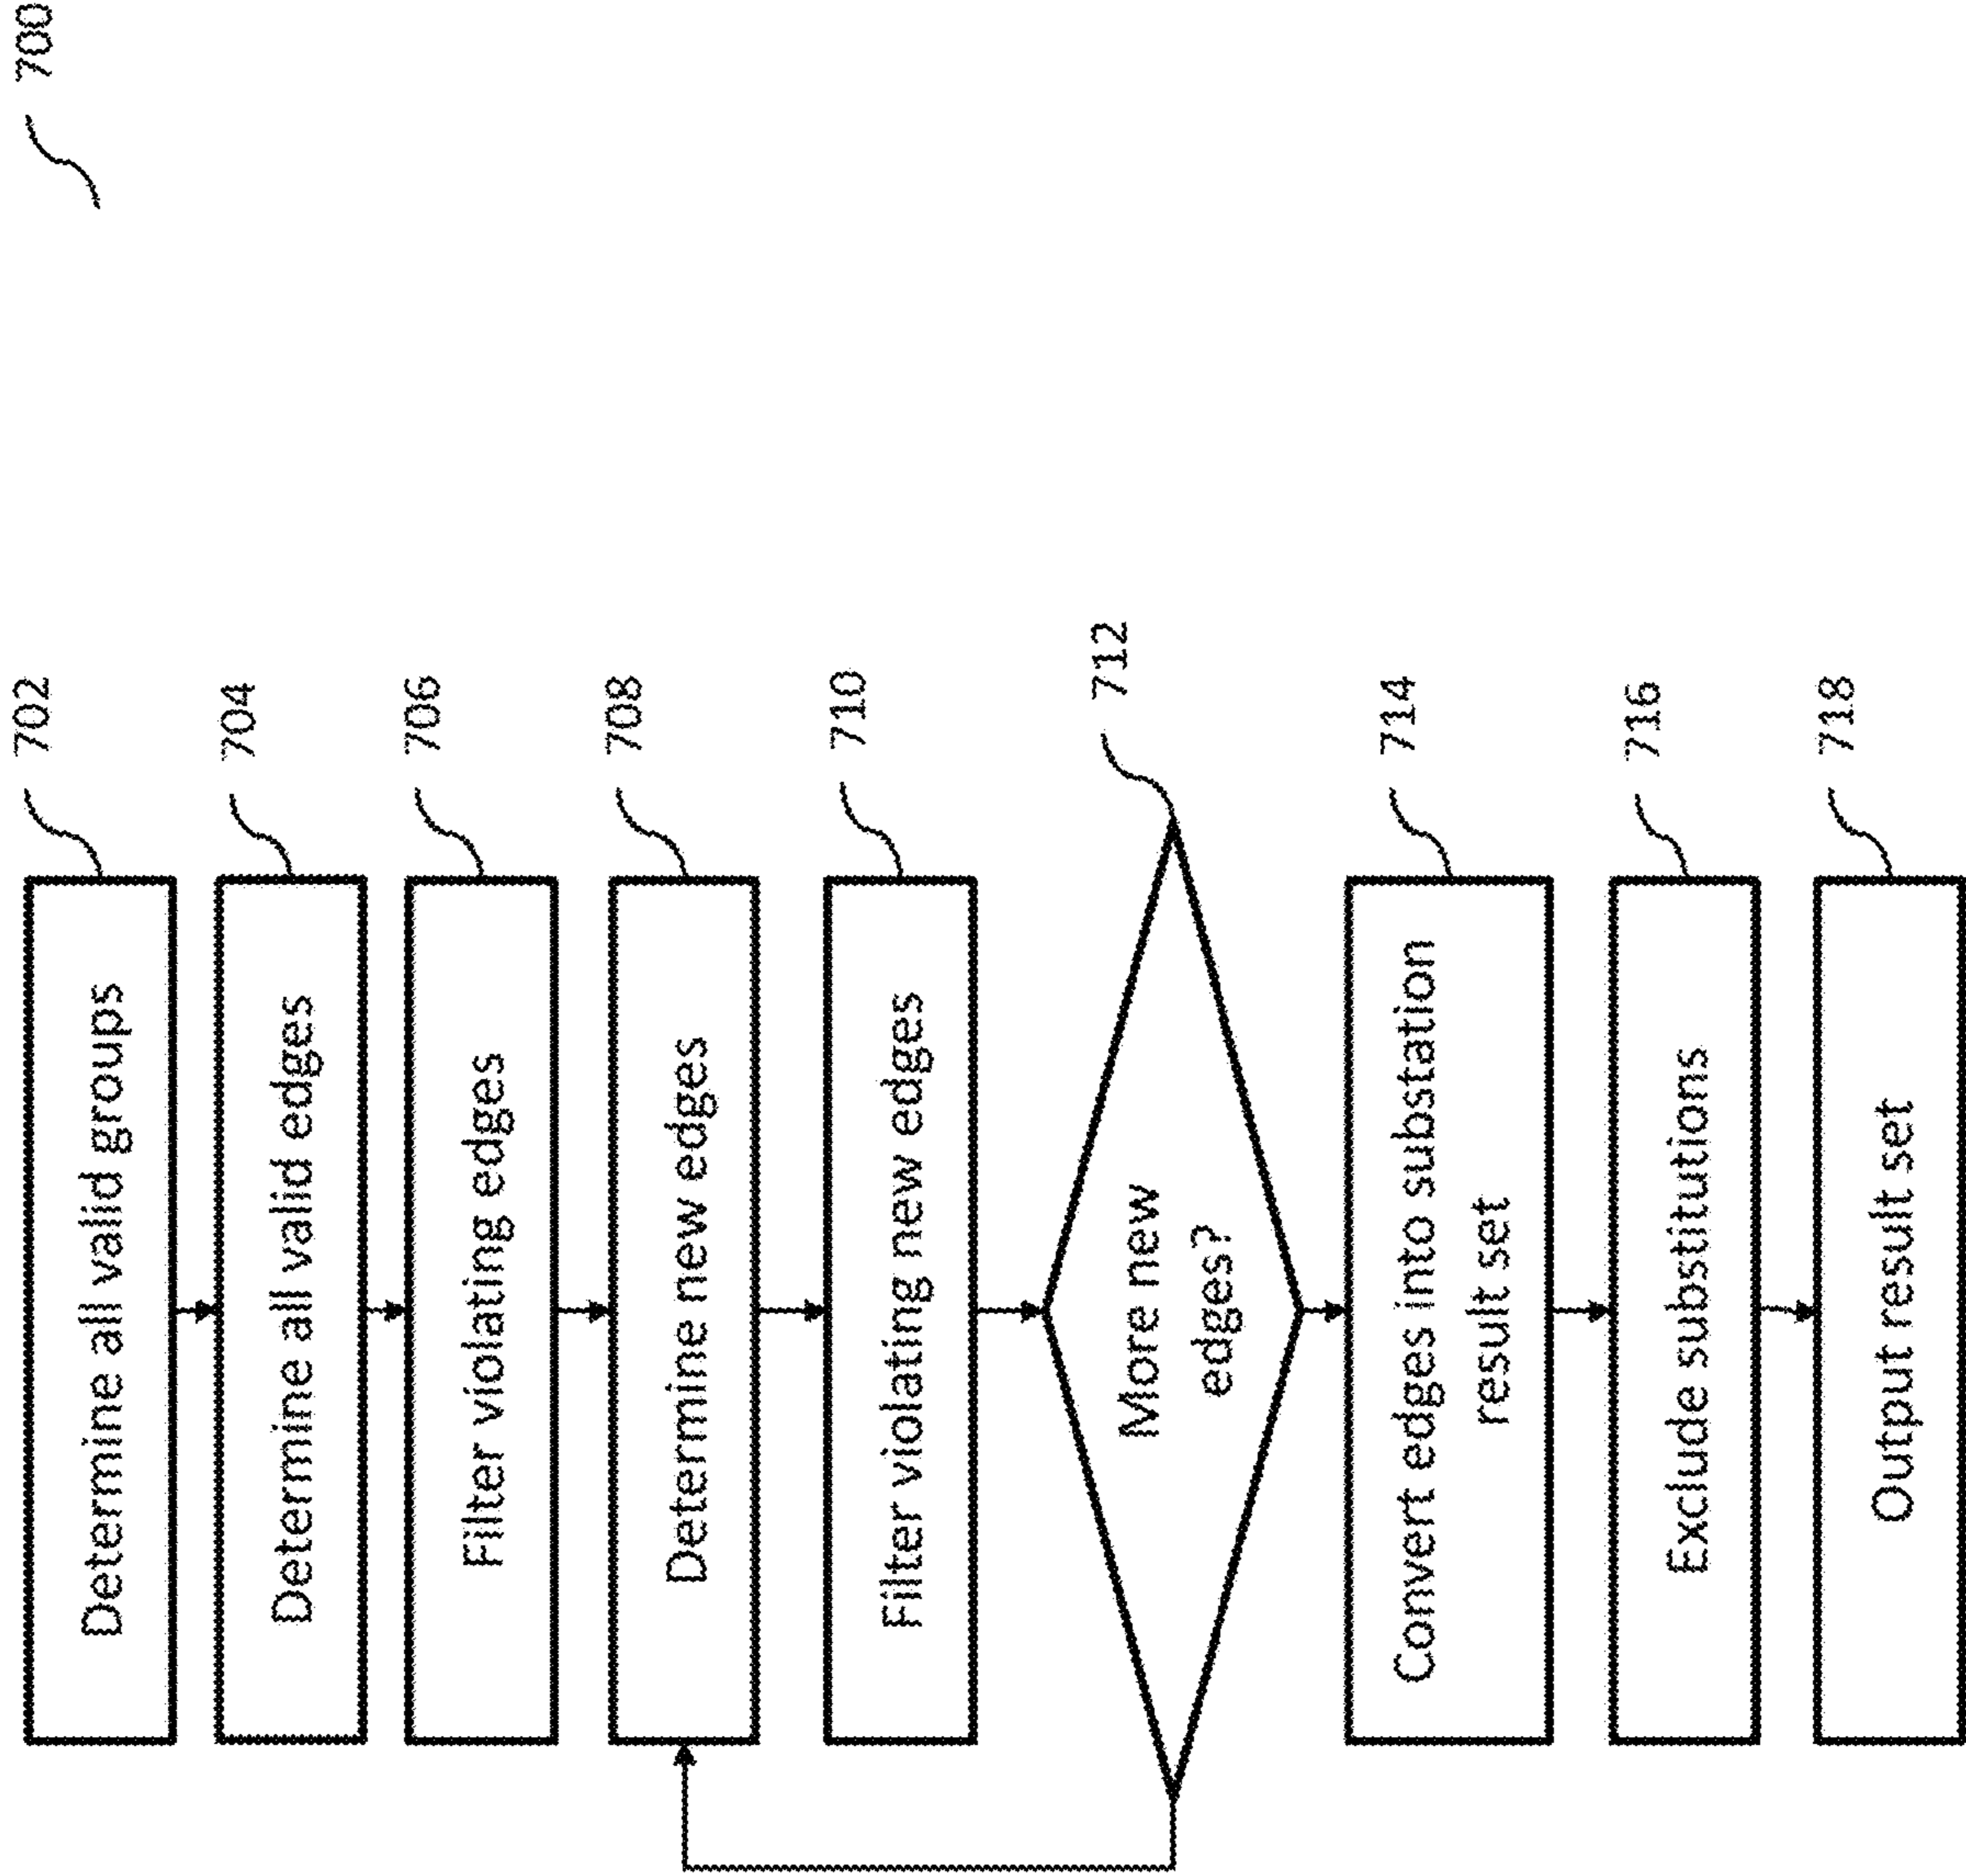 700
Determine all valid groups
702
Determine all valid edges
704
Filter violating edges
706
Determine new edges
708
Filter violating new edges
710
More new
edges?
712
Convert edges into substation
result set
714
Exclude substitutions
716
Output result set
718